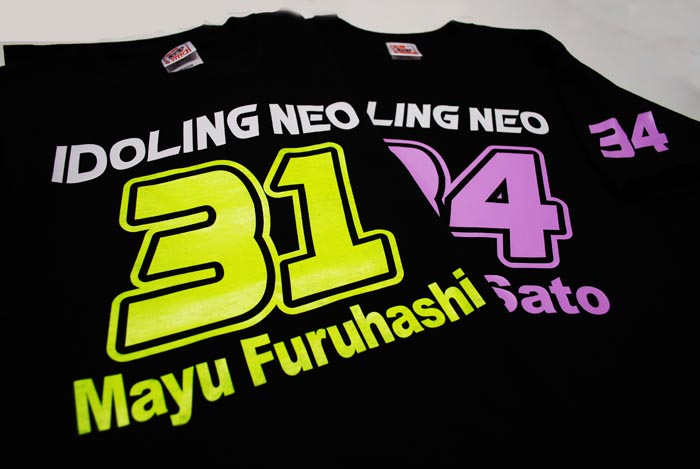 IDOLING NEO
31
Mayu Furuhashi
LING NEO
34
Sato
34